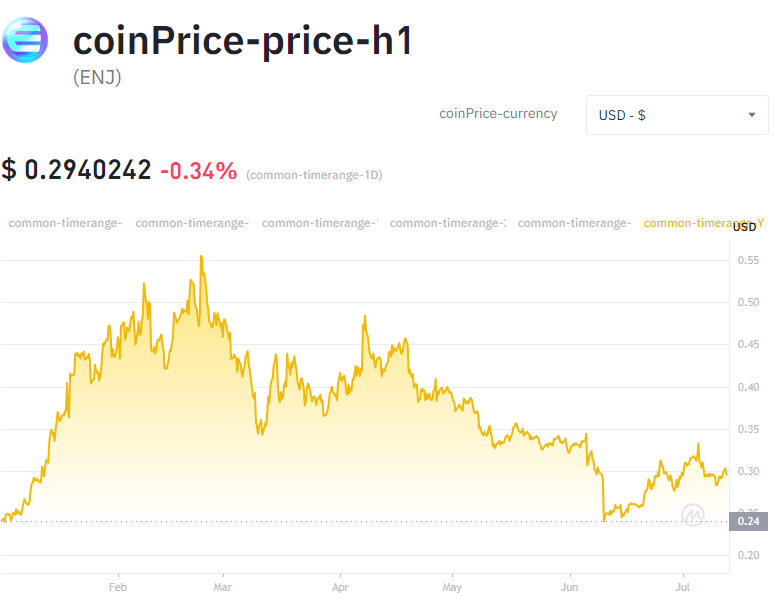 coinPrice-price-h1
(ENJ)
coinPrice-currency
USD - $
$ 0.2940242 -0.34% (common-timerange-1D)
common-timerange- common-timerange- common-timerange- common-timerange- common-timerange- common-timerange-Y
USD
0.55
0.50
0.45
0.40
0.35
0.30
0.24
0.20
Feb Mar Apr May Jun Jul